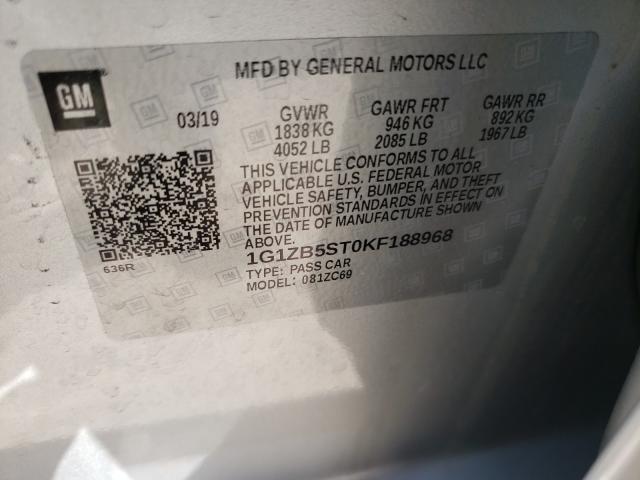 GM
MFD BY GENERAL MOTORS LLC
03/19
GVWR
1838 KG
4052 LB
GAWR FRT
946 KG
2085 LB
GAWR RR
892 KG
1967 LB
THIS VEHICLE CONFORMS TO ALL
APPLICABLE U.S. FEDERAL MOTOR
VEHICLE SAFETY, BUMPER, AND THEFT
PREVENTION STANDARDS IN EFFECT ON
THE DATE OF MANUFACTURE SHOWN
ABOVE.
1G1ZB5ST0KF188968
TYPE: PASS CAR
MODEL: 081ZC69
636R